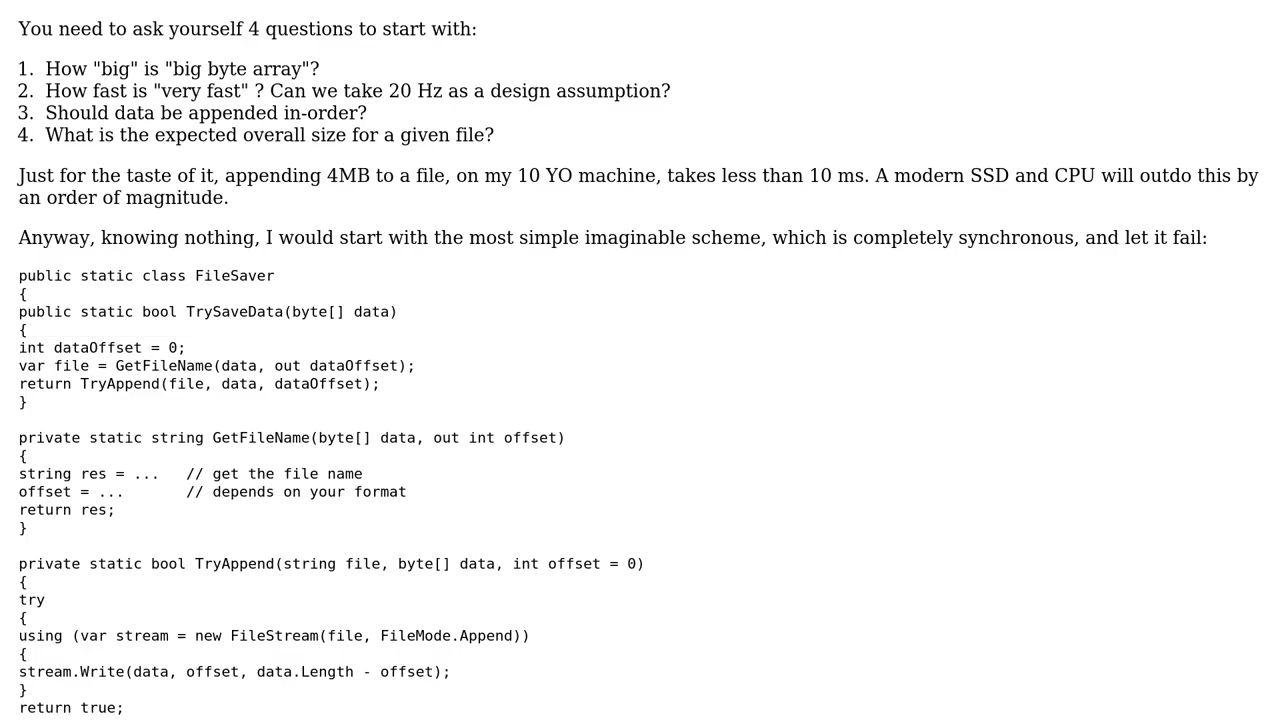 You need to ask yourself 4 questions to start with:
1. How "big" is "big byte array"?
2. How fast is "very fast" ? Can we take 20 Hz as a design assumption?
3. Should data be appended in-order?
4. What is the expected overall size for a given file?
Just for the taste of it, appending 4MB to a file, on my 10 YO machine, takes less than 10 ms. A modern SSD and CPU will outdo this by
an order of magnitude.
Anyway, knowing nothing, I would start with the most simple imaginable scheme, which is completely synchronous, and let it fail:
public static class FileSaver
{
public static bool TrySaveData(byte[] data)
{
int dataOffset = 0;
var file = GetFileName(data, out dataOffset);
return TryAppend(file, data, dataOffset);
}
private static string GetFileName(byte[] data, out int offset)
{
string res = ...   // get the file name
offset = ...       // depends on your format
return res;
}
private static bool TryAppend(string file, byte[] data, int offset = 0)
{
try
{
using (var stream = new FileStream(file, FileMode.Append))
{
stream.Write(data, offset, data.Length - offset);
}
return true;